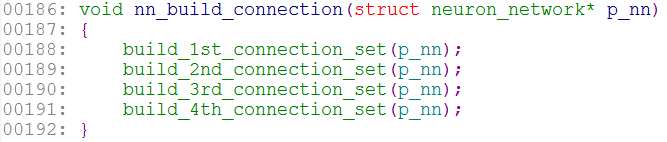 00186: void nn_build_connection(struct neuron_network* p_nn)
00187: {
00188:     build_1st_connection_set(p_nn);
00189:     build_2nd_connection_set(p_nn);
00190:     build_3rd_connection_set(p_nn);
00191:     build_4th_connection_set(p_nn);
00192: }